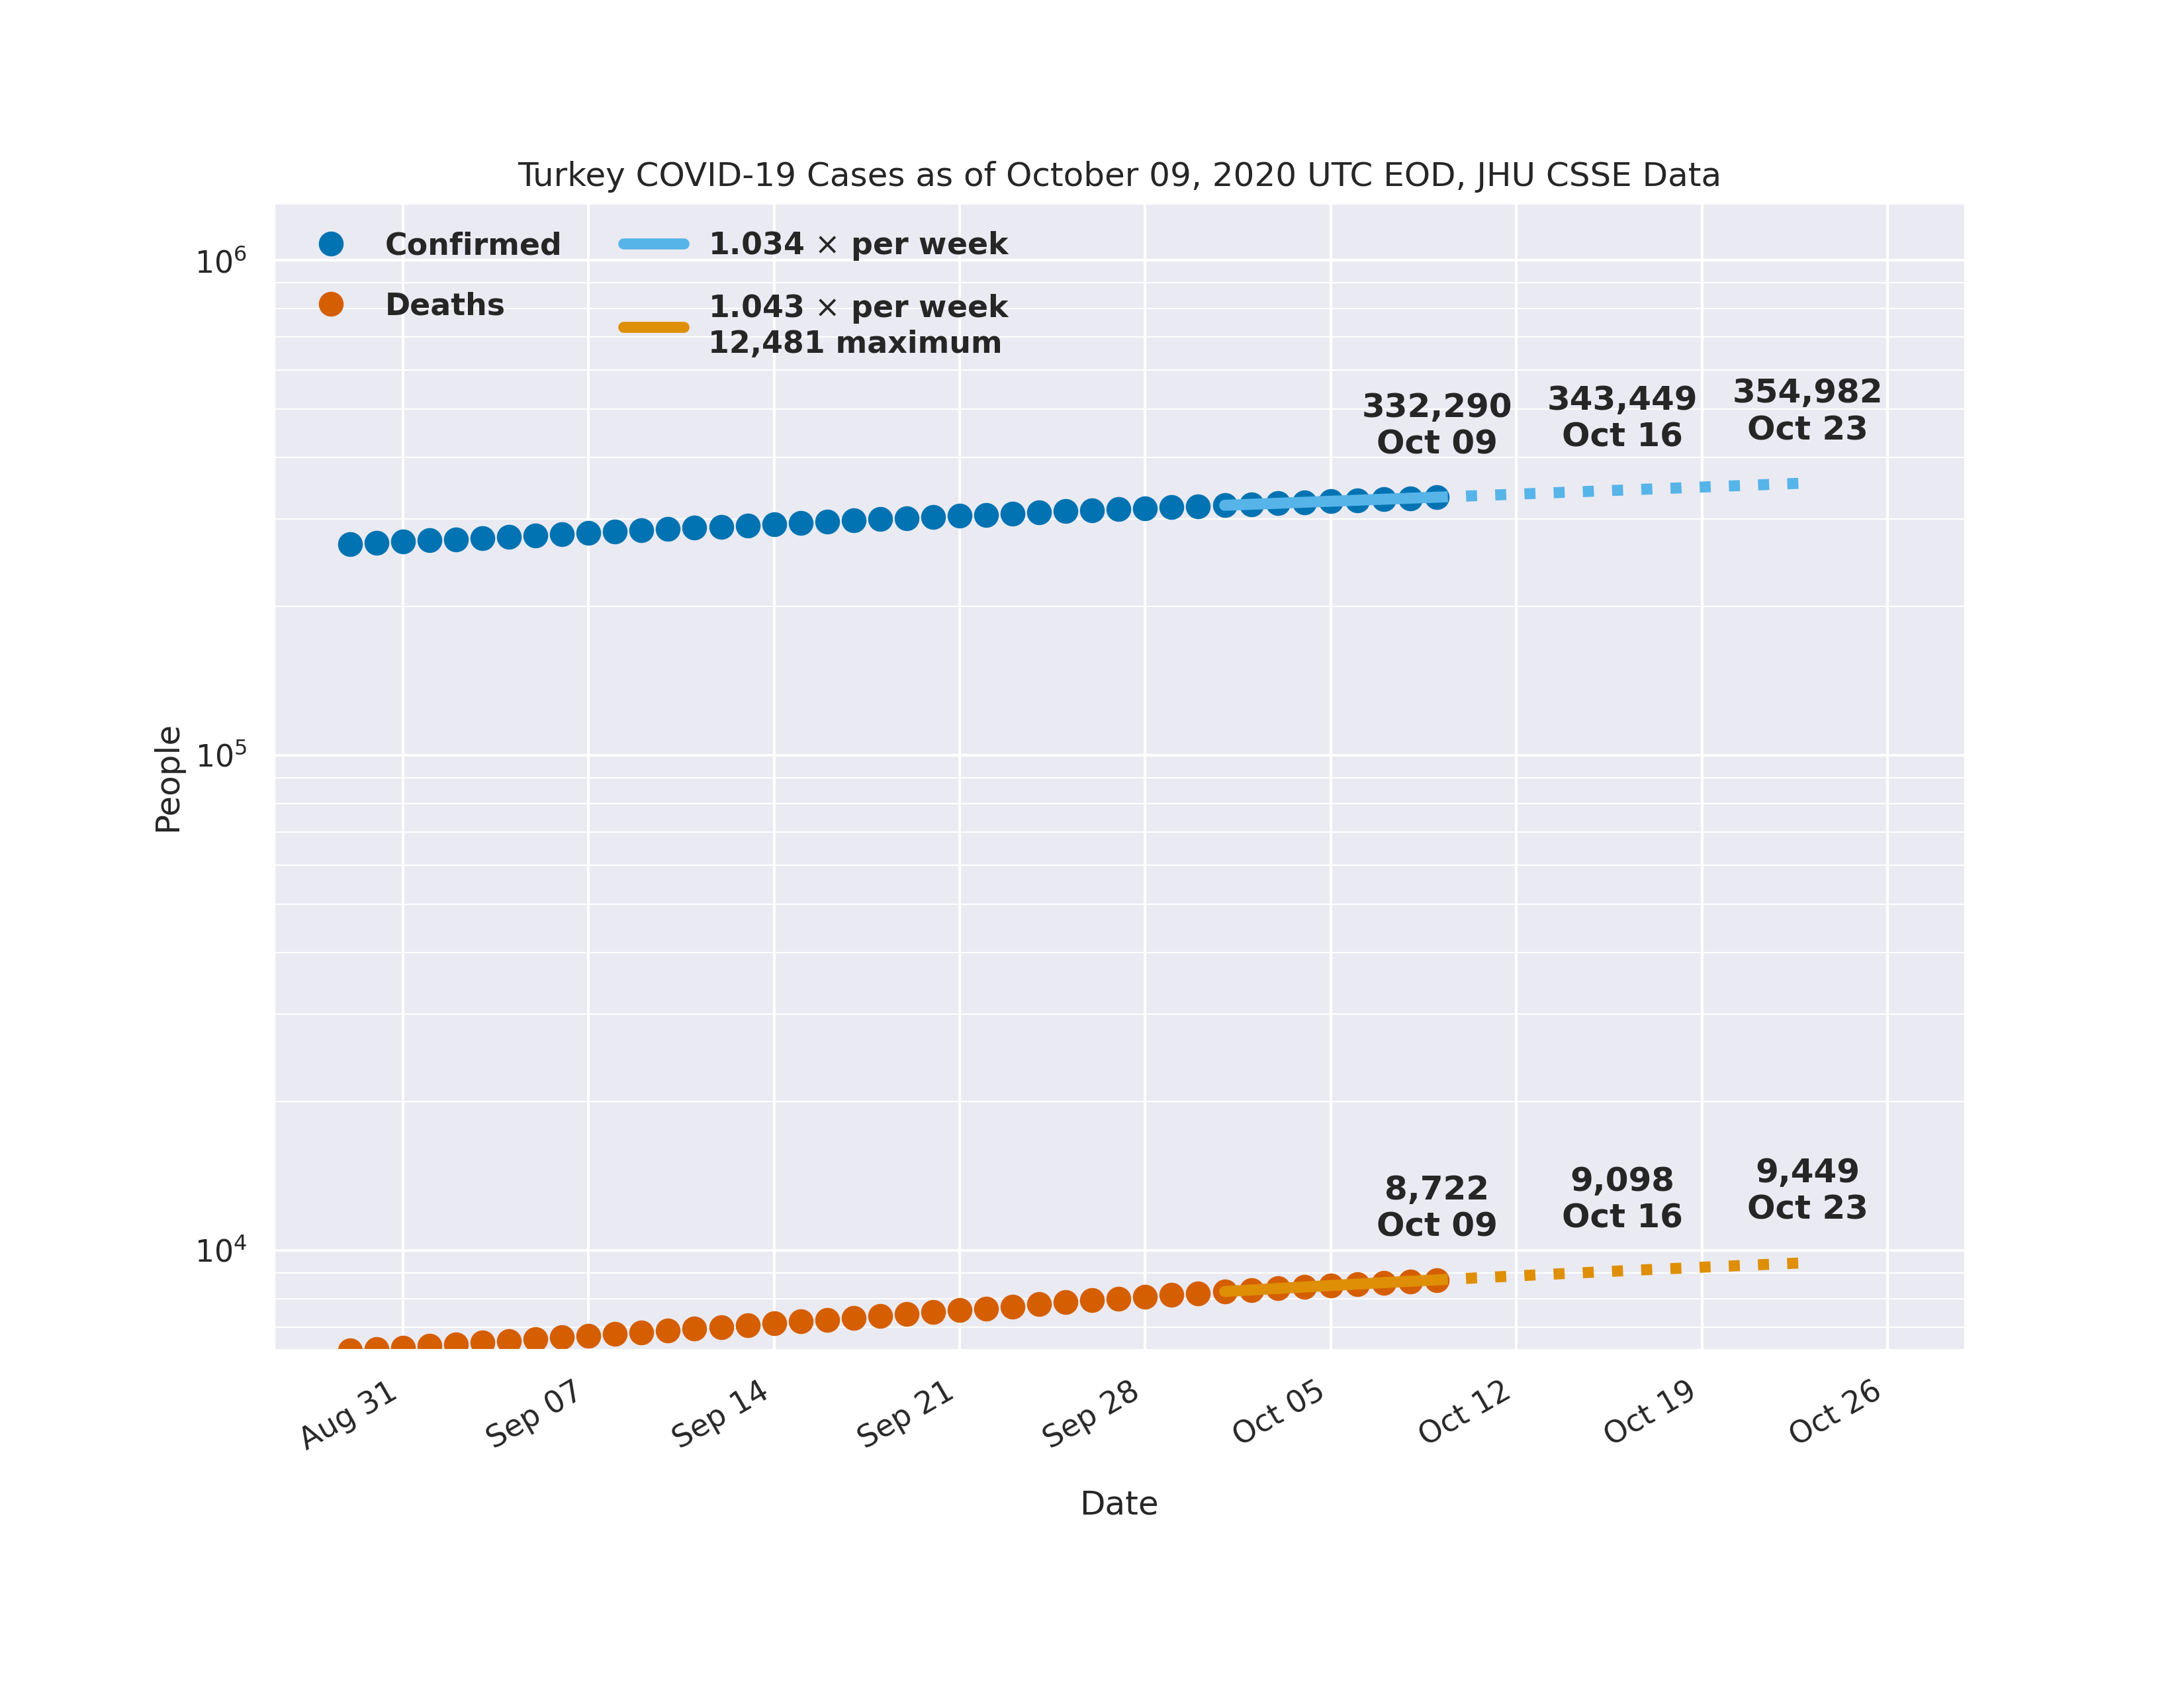 Turkey COVID-19 Cases as of October 09, 2020 UTC EOD, JHU CSSE Data
Confirmed
Deaths
1.034 × per week
1.043 × per week
12,481 maximum
332,290
Oct 09
343,449
Oct 16
354,982
Oct 23
8,722
Oct 09
9,098
Oct 16
9,449
Oct 23
People
10⁶
10⁵
10⁴
Aug 31
Sep 07
Sep 14
Sep 21
Sep 28
Oct 05
Oct 12
Oct 19
Oct 26
Date